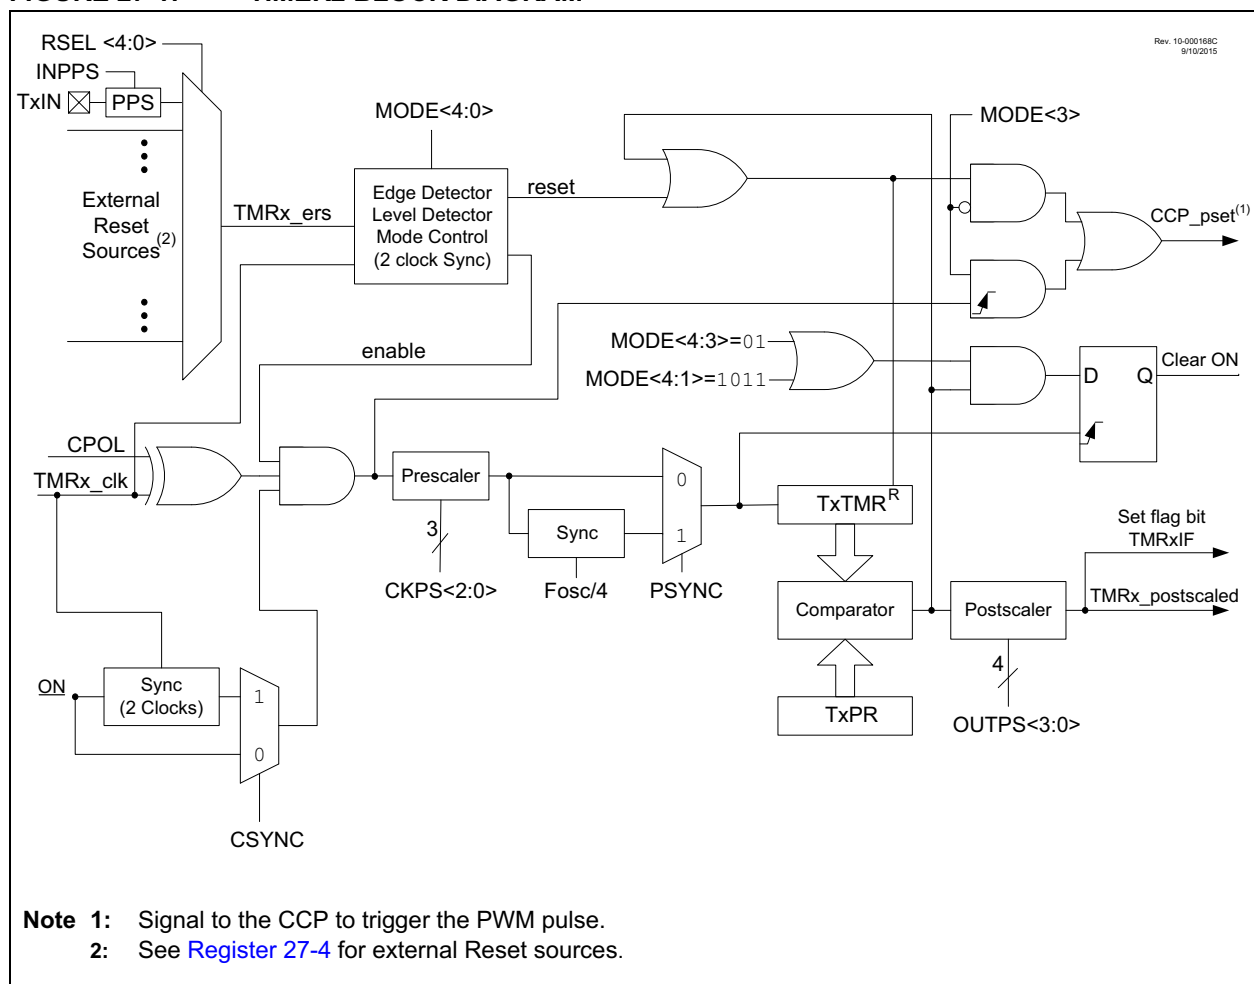 RSEL <4:0>
Rev. 10-000168C
9/10/2015
INPPS
TxIN
PPS
MODE<4:0>
MODE<3>
External
Reset
Sources(2)
TMRx_ers
Edge Detector
Level Detector
Mode Control
(2 clock Sync)
reset
CCP_pset(1)
enable
MODE<4:3>=01
MODE<4:1>=1011
D
Q
Clear ON
CPOL
TMRx_clk
Prescaler
0
1
3
Sync
CKPS<2:0>
Fosc/4
PSYNC
TxTMR
R
Set flag bit
TMRxIF
Comparator
Postscaler
TMRx_postscaled
4
ON
Sync
(2 Clocks)
1
0
TxPR
OUTPS<3:0>
CSYNC
Note 1: Signal to the CCP to trigger the PWM pulse.
2: See Register 27-4 for external Reset sources.